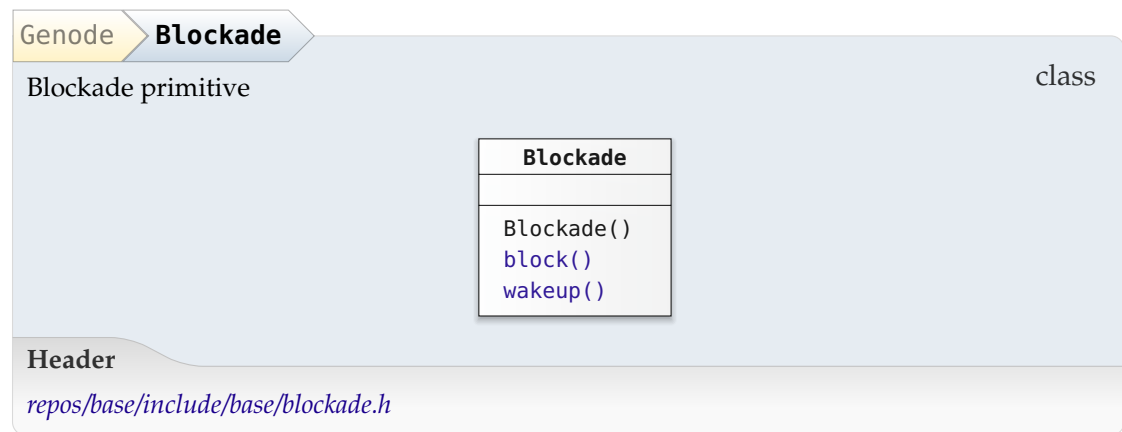 Genode Blockade
Blockade primitive
class
Blockade
Blockade()
block()
wakeup()
Header
repos/base/include/base/blockade.h